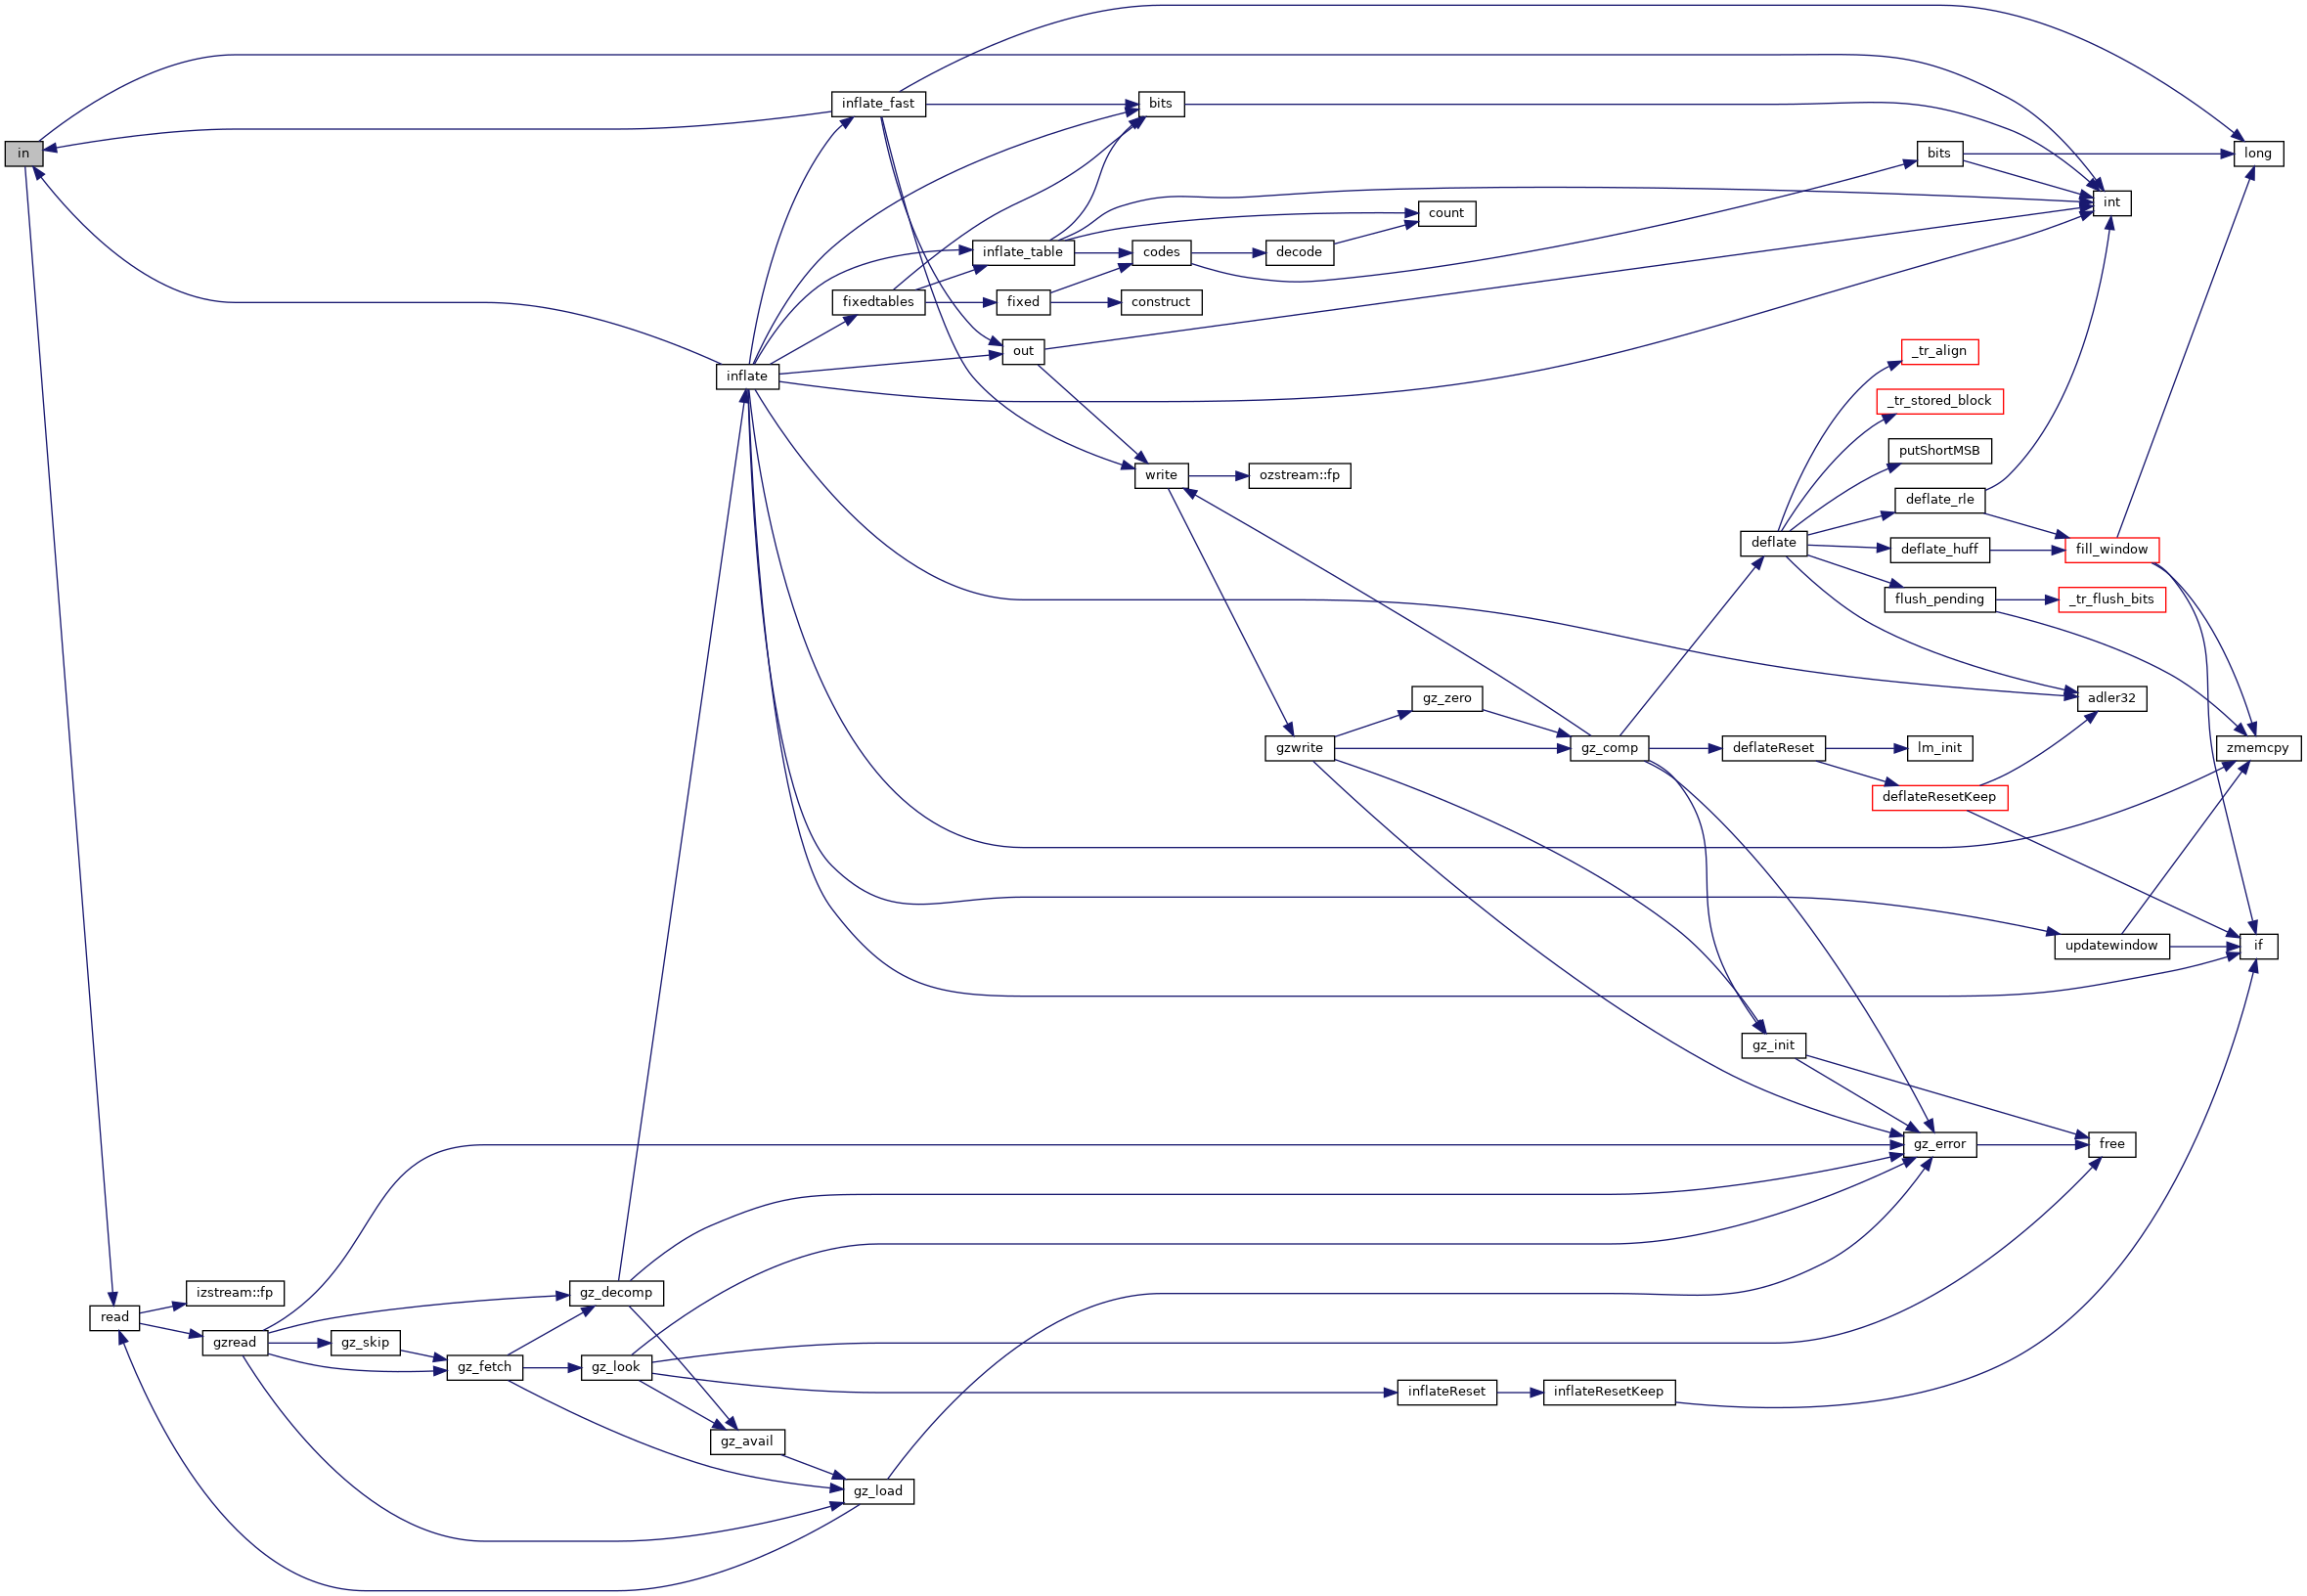 in
read
izstream::fp
gzread
gz_skip
gz_fetch
gz_decomp
gz_look
gz_avail
gz_load
inflate
inflate_fast
fixedtables
inflate_table
fixed
out
bits
codes
construct
write
decode
ozstream::fp
count
gzwrite
gz_zero
gz_comp
inflateReset
inflateResetKeep
deflate
deflateReset
gz_init
bits
_tr_align
_tr_stored_block
putShortMSB
deflate_rle
deflate_huff
flush_pending
lm_init
deflateResetKeep
gz_error
int
fill_window
_tr_flush_bits
adler32
updatewindow
free
long
zmemcpy
if